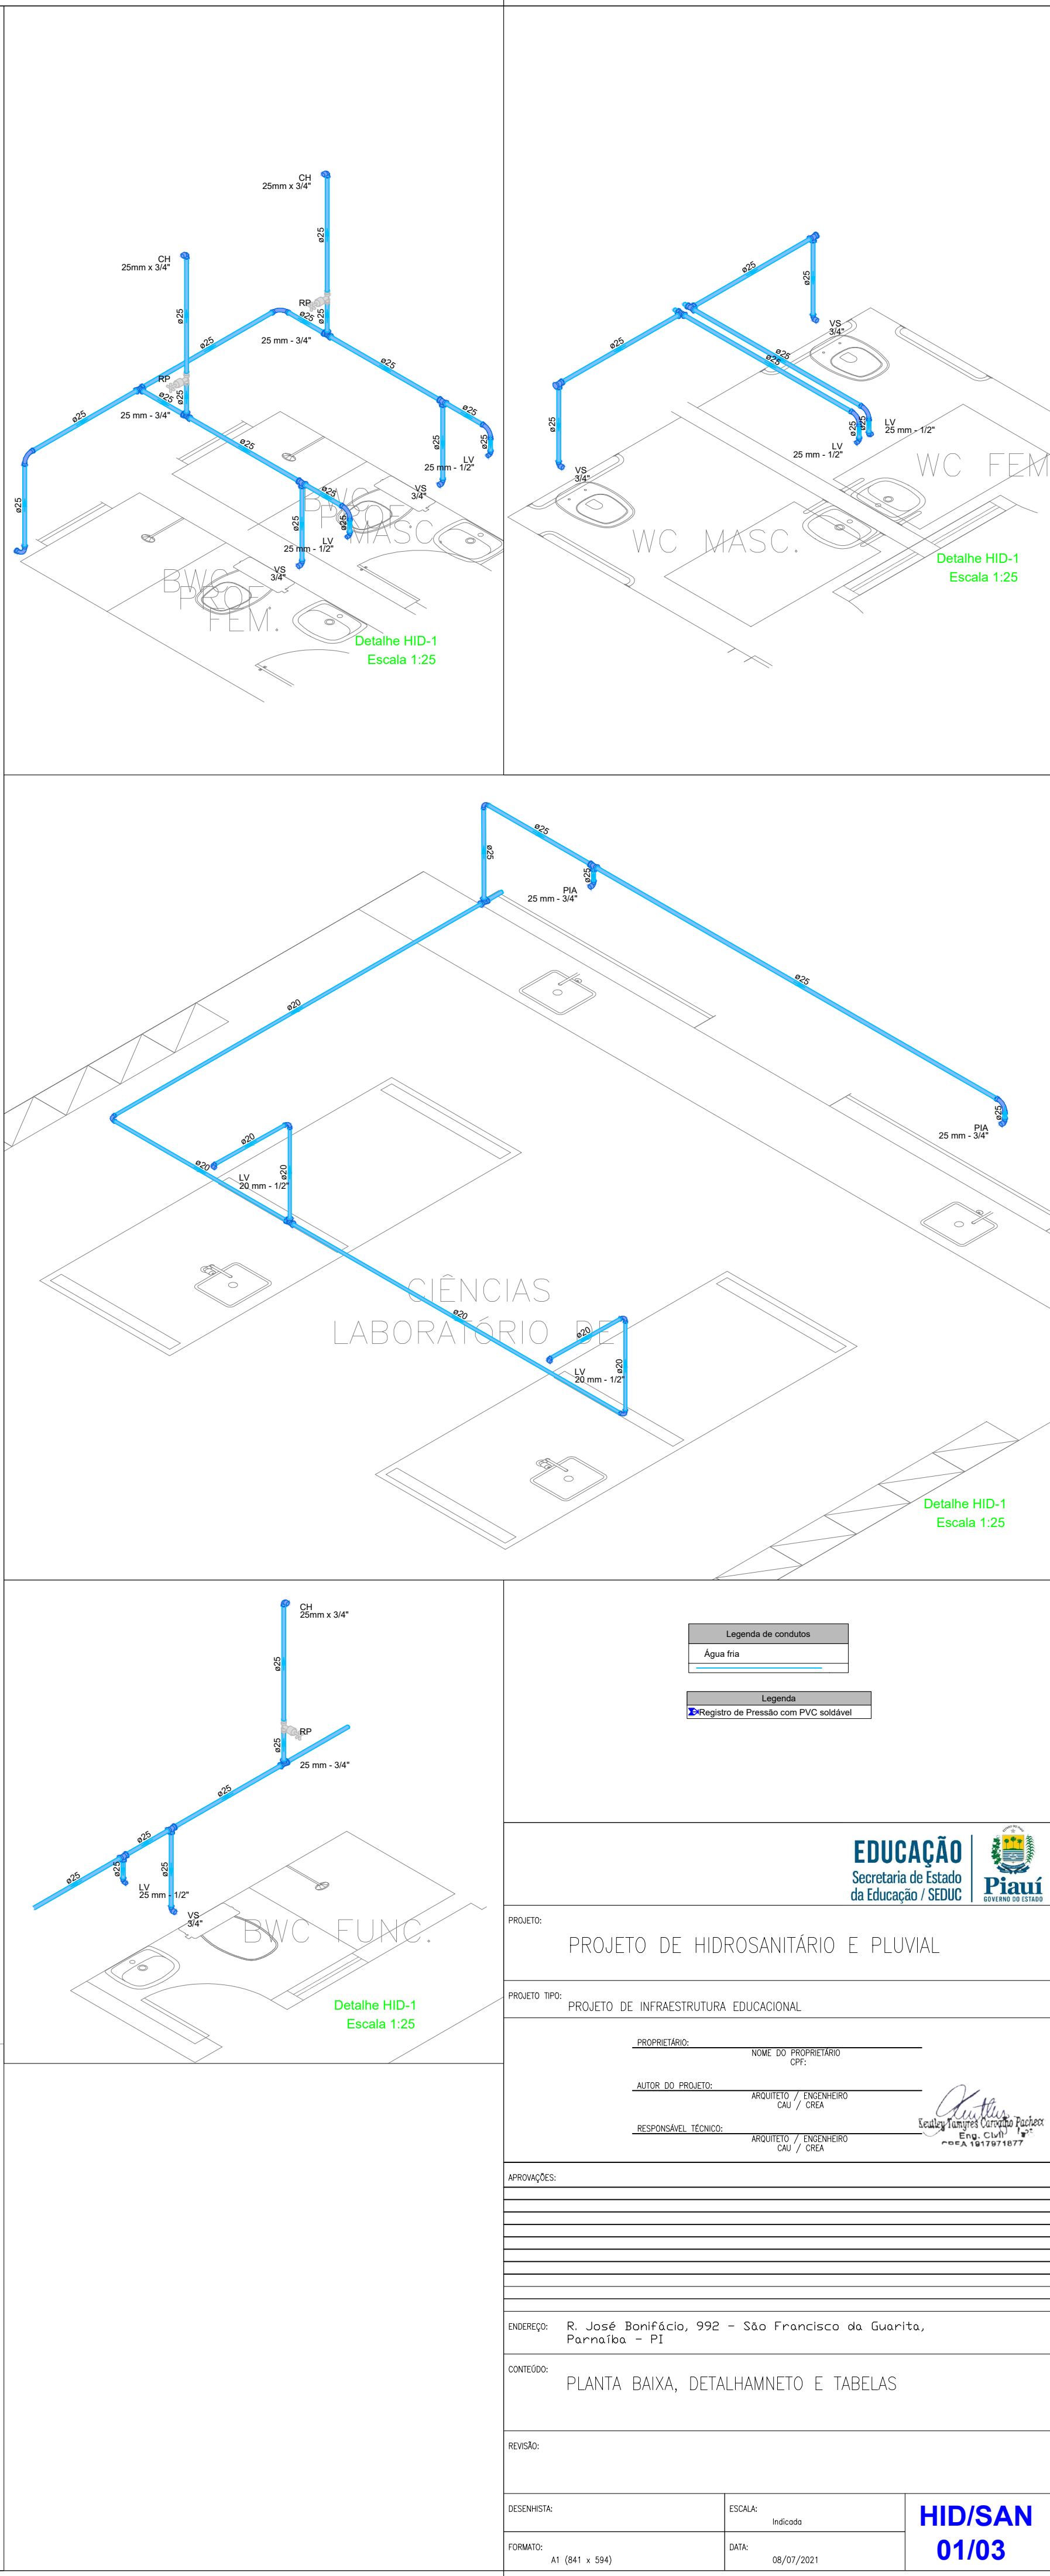 CH
25mm x 3/4"
ø25
CH
25mm x 3/4"
RP
ø25
ø25
ø25
25 mm - 3/4"
ø25
ø25
RP
ø25
ø25
ø25
25 mm - 3/4"
ø25
ø25
ø25
ø25
ø25
LV
25 mm - 1/2"
VS
3/4"
ø25
ø25
ø25
ø25
LV
25 mm - 1/2"
VS
3/4"
BWC
PROF.
MASC.
BWC
PROF.
FEM.
Detalhe HID-1
Escala 1:25
ø25
ø25
VS
3/4"
ø25
ø25
ø25
ø25
ø25
ø25
LV
25 mm - 1/2"
LV
25 mm - 1/2"
VS
3/4"
WC FEM
WC MASC.
Detalhe HID-1
Escala 1:25
ø25
ø25
ø25
PIA
25 mm - 3/4"
ø25
ø20
ø25
PIA
25 mm - 3/4"
ø20
ø20
ø20
LV
20 mm - 1/2"
CIÊNCIAS
LABORATÓRIO DE
ø20
ø20
ø20
LV
20 mm - 1/2"
Detalhe HID-1
Escala 1:25
CH
25mm x 3/4"
ø25
RP
ø25
25 mm - 3/4"
ø25
ø25
ø25
ø25
ø25
LV
25 mm - 1/2"
VS
3/4"
BWC FUNC.
Detalhe HID-1
Escala 1:25
Legenda de condutos
Água fria
Legenda
Registro de Pressão com PVC soldável
EDUCAÇÃO
Secretaria de Estado
da Educação / SEDUC
Piauí
GOVERNO DO ESTADO
PROJETO:
PROJETO DE HIDROSANITÁRIO E PLUVIAL
PROJETO TIPO:
PROJETO DE INFRAESTRUTURA EDUCACIONAL
PROPRIETÁRIO:
NOME DO PROPRIETÁRIO
CPF:
AUTOR DO PROJETO:
ARQUITETO / ENGENHEIRO
CAU / CREA
RESPONSÁVEL TÉCNICO:
ARQUITETO / ENGENHEIRO
CAU / CREA
Keutley Tamyres Carvalho Pacheco
Eng. Civil
CREA 1917971877
APROVAÇÕES:
ENDEREÇO:
R. José Bonifácio, 992 - São Francisco da Guarita,
Parnaíba - PI
CONTEÚDO:
PLANTA BAIXA, DETALHAMNETO E TABELAS
REVISÃO:
DESENHISTA:
ESCALA:
Indicada
FORMATO:
A1 (841 x 594)
DATA:
08/07/2021
HID/SAN
01/03